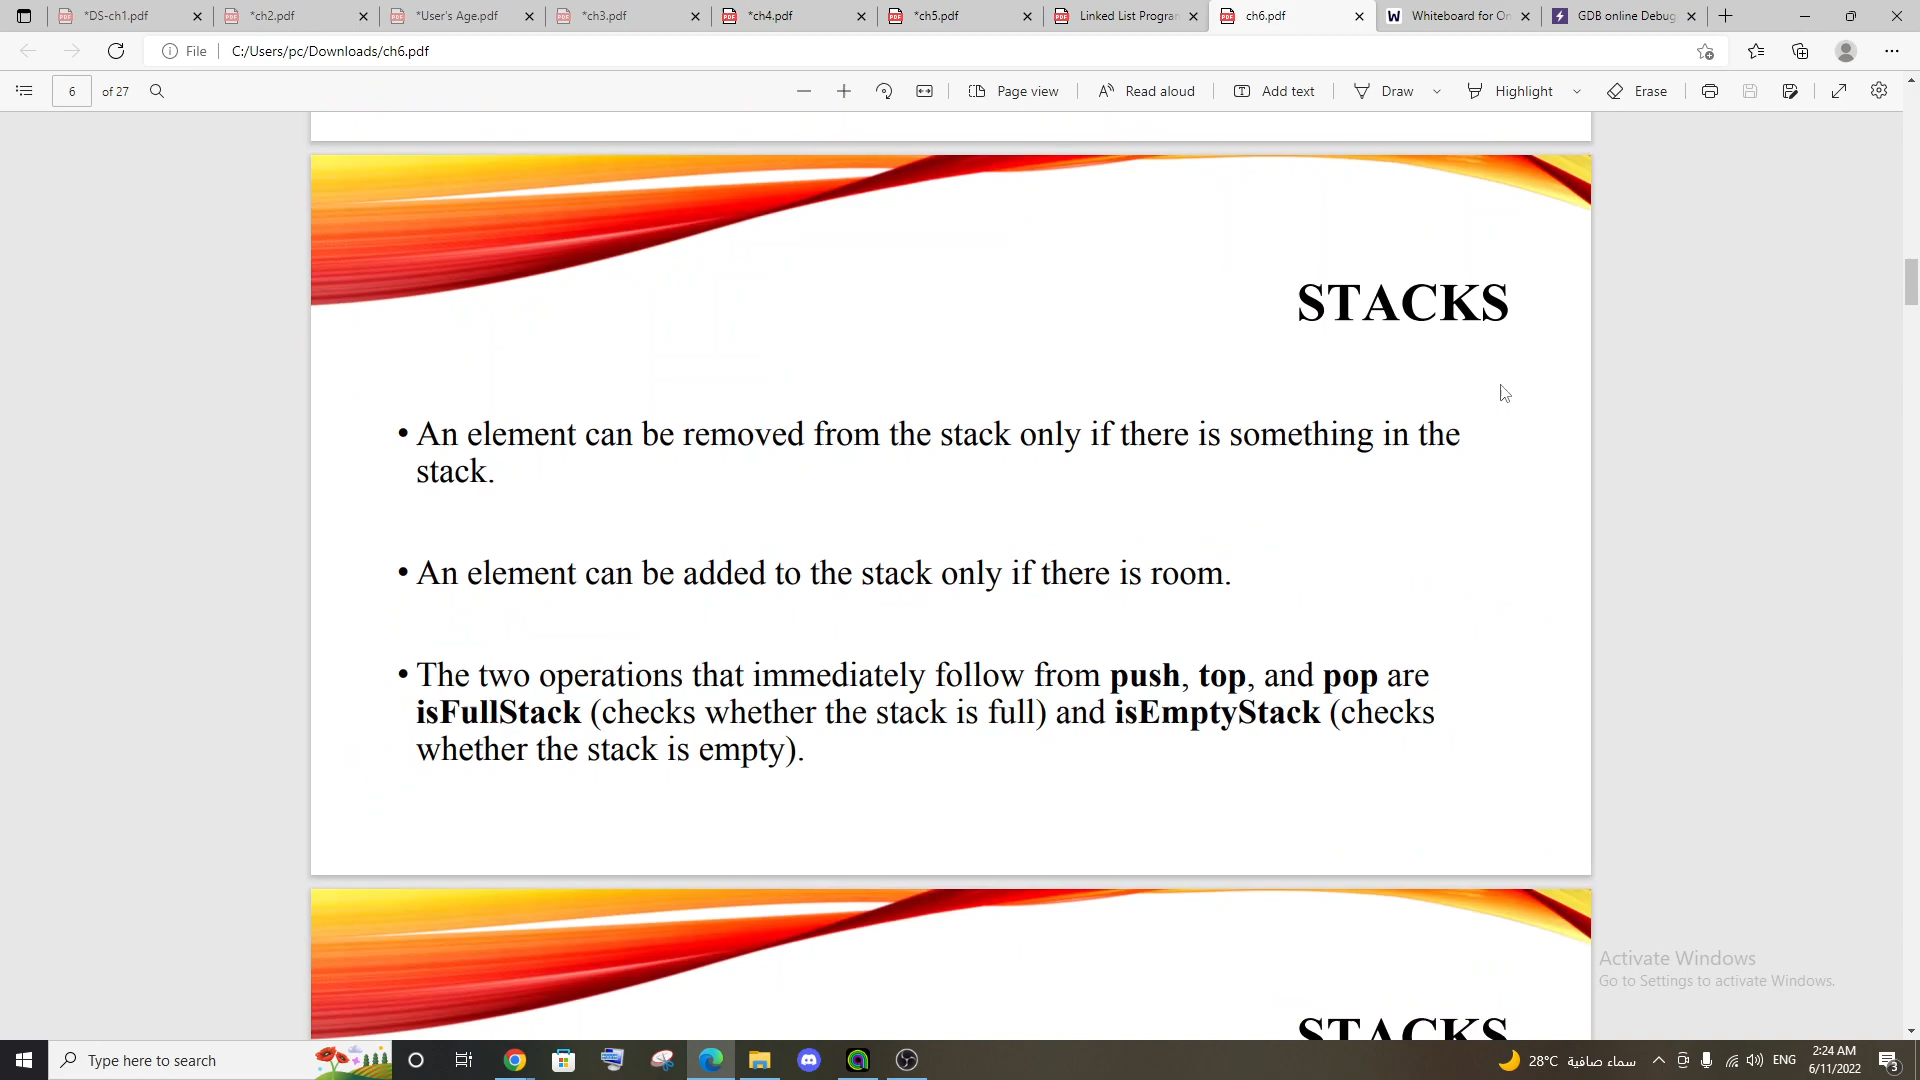 *DS-ch1.pdf
*ch2.pdf
*User's Age.pdf
*ch3.pdf
*ch4.pdf
*ch5.pdf
Linked List Program
ch6.pdf
Whiteboard for On
GDB online Debug
File
C:/Users/pc/Downloads/ch6.pdf
6
of 27
Page view
Read aloud
Add text
Draw
Highlight
Erase
STACKS
• An element can be removed from the stack only if there is something in the
stack.
• An element can be added to the stack only if there is room.
• The two operations that immediately follow from push, top, and pop are
isFullStack (checks whether the stack is full) and isEmptyStack (checks
whether the stack is empty).
Activate Windows
Go to Settings to activate Windows.
STACKS
Type here to search
28°C
سماء صافية
ENG
2:24 AM
6/11/2022
3